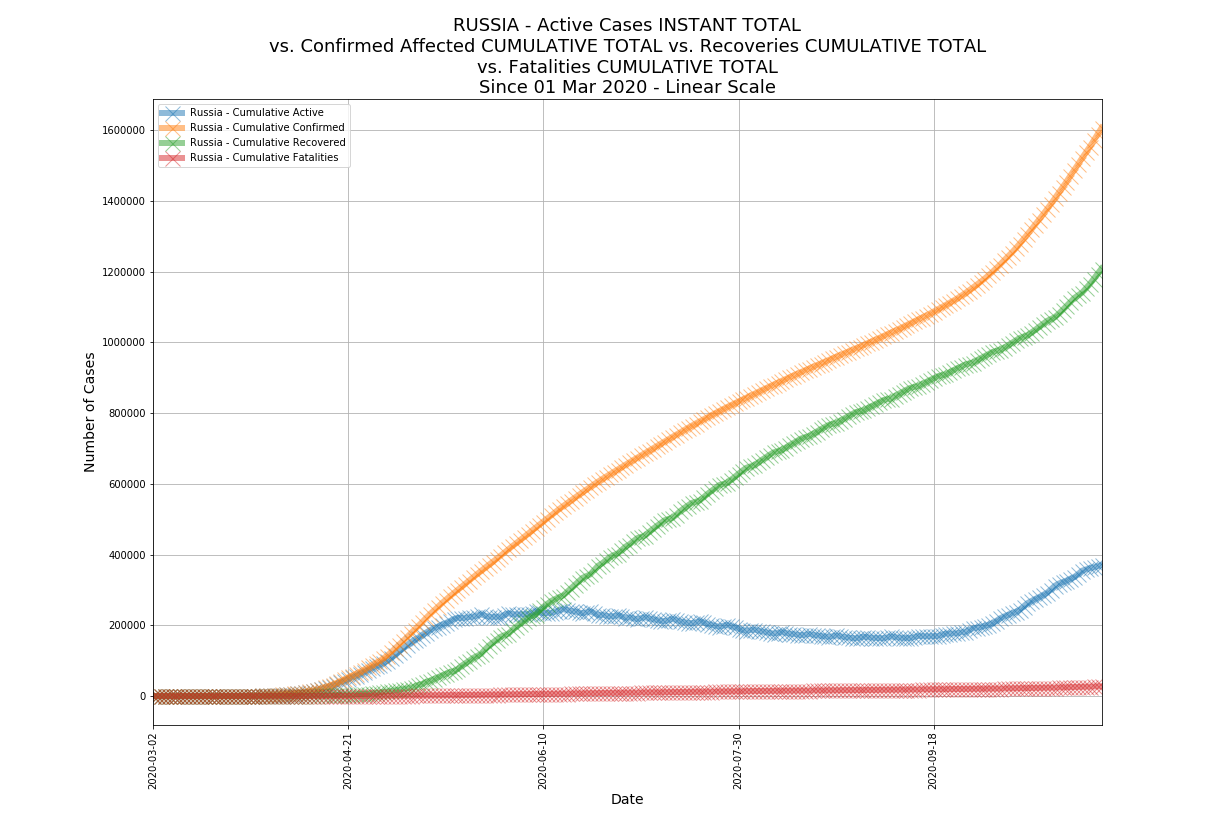 RUSSIA - Active Cases INSTANT TOTAL
vs. Confirmed Affected CUMULATIVE TOTAL vs. Recoveries CUMULATIVE TOTAL
vs. Fatalities CUMULATIVE TOTAL
Since 01 Mar 2020 - Linear Scale
Russia - Cumulative Active
Russia - Cumulative Confirmed
Russia - Cumulative Recovered
Russia - Cumulative Fatalities
Number of Cases
1600000
1400000
1200000
1000000
800000
600000
400000
200000
0
2020-03-02
2020-04-21
2020-06-10
2020-07-30
2020-09-18
Date